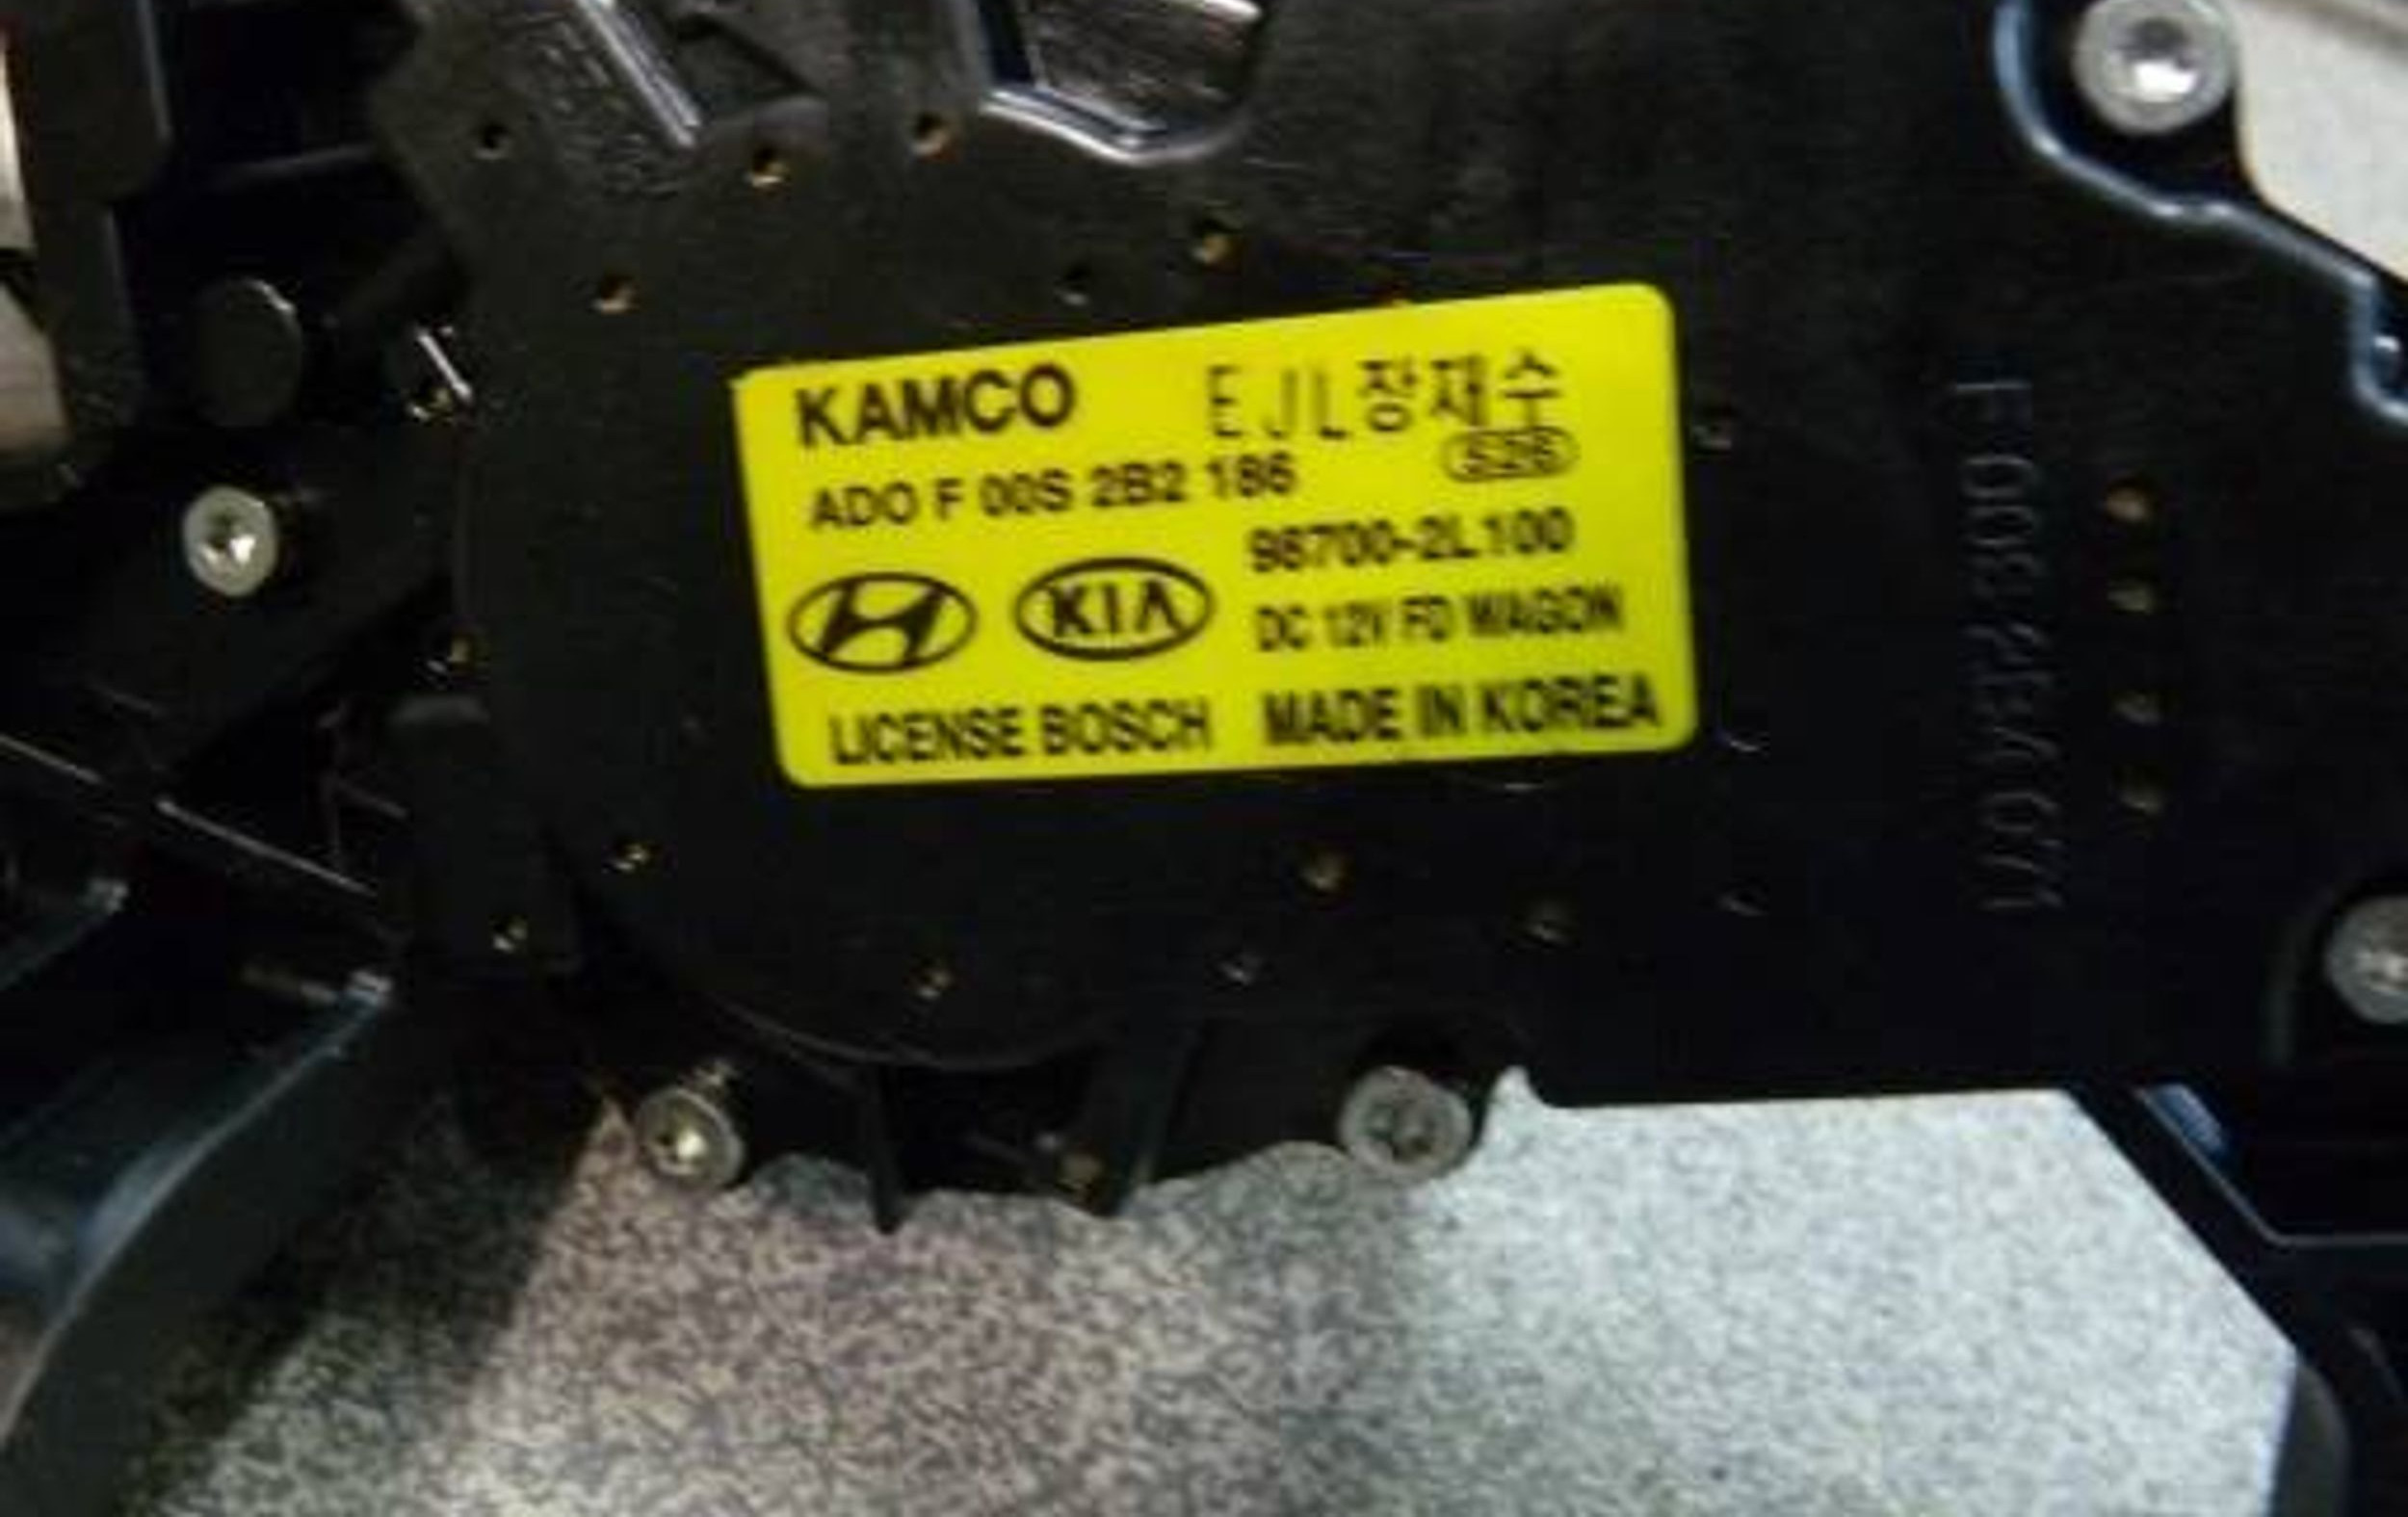 KAMCO EJL장재수
S26
ADO F 00S 2B2 186
98700-2L100
KIA
DC 12V FD WAGON
LICENSE BOSCH MADE IN KOREA